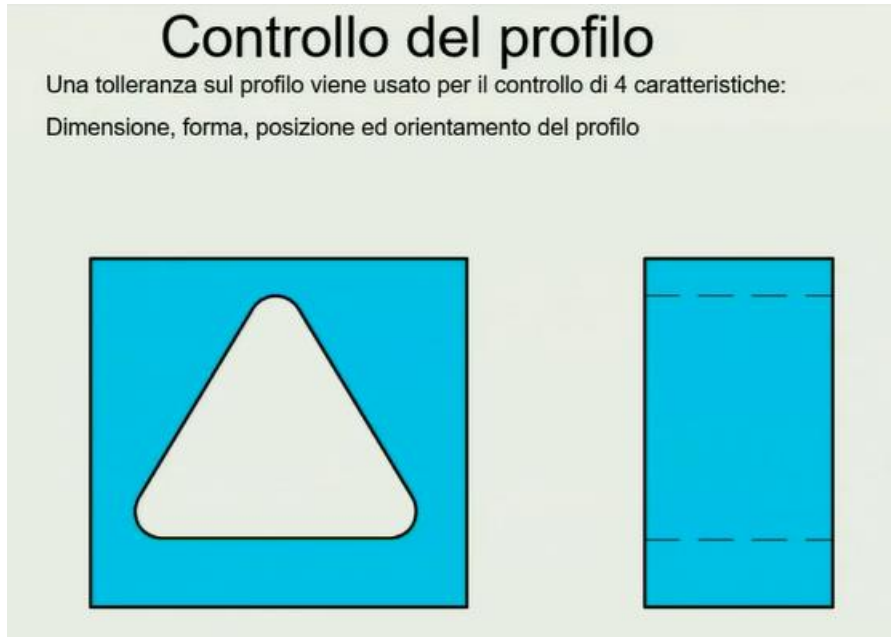 Controllo del profilo
Una tolleranza sul profilo viene usato per il controllo di 4 caratteristiche:
Dimensione, forma, posizione ed orientamento del profilo